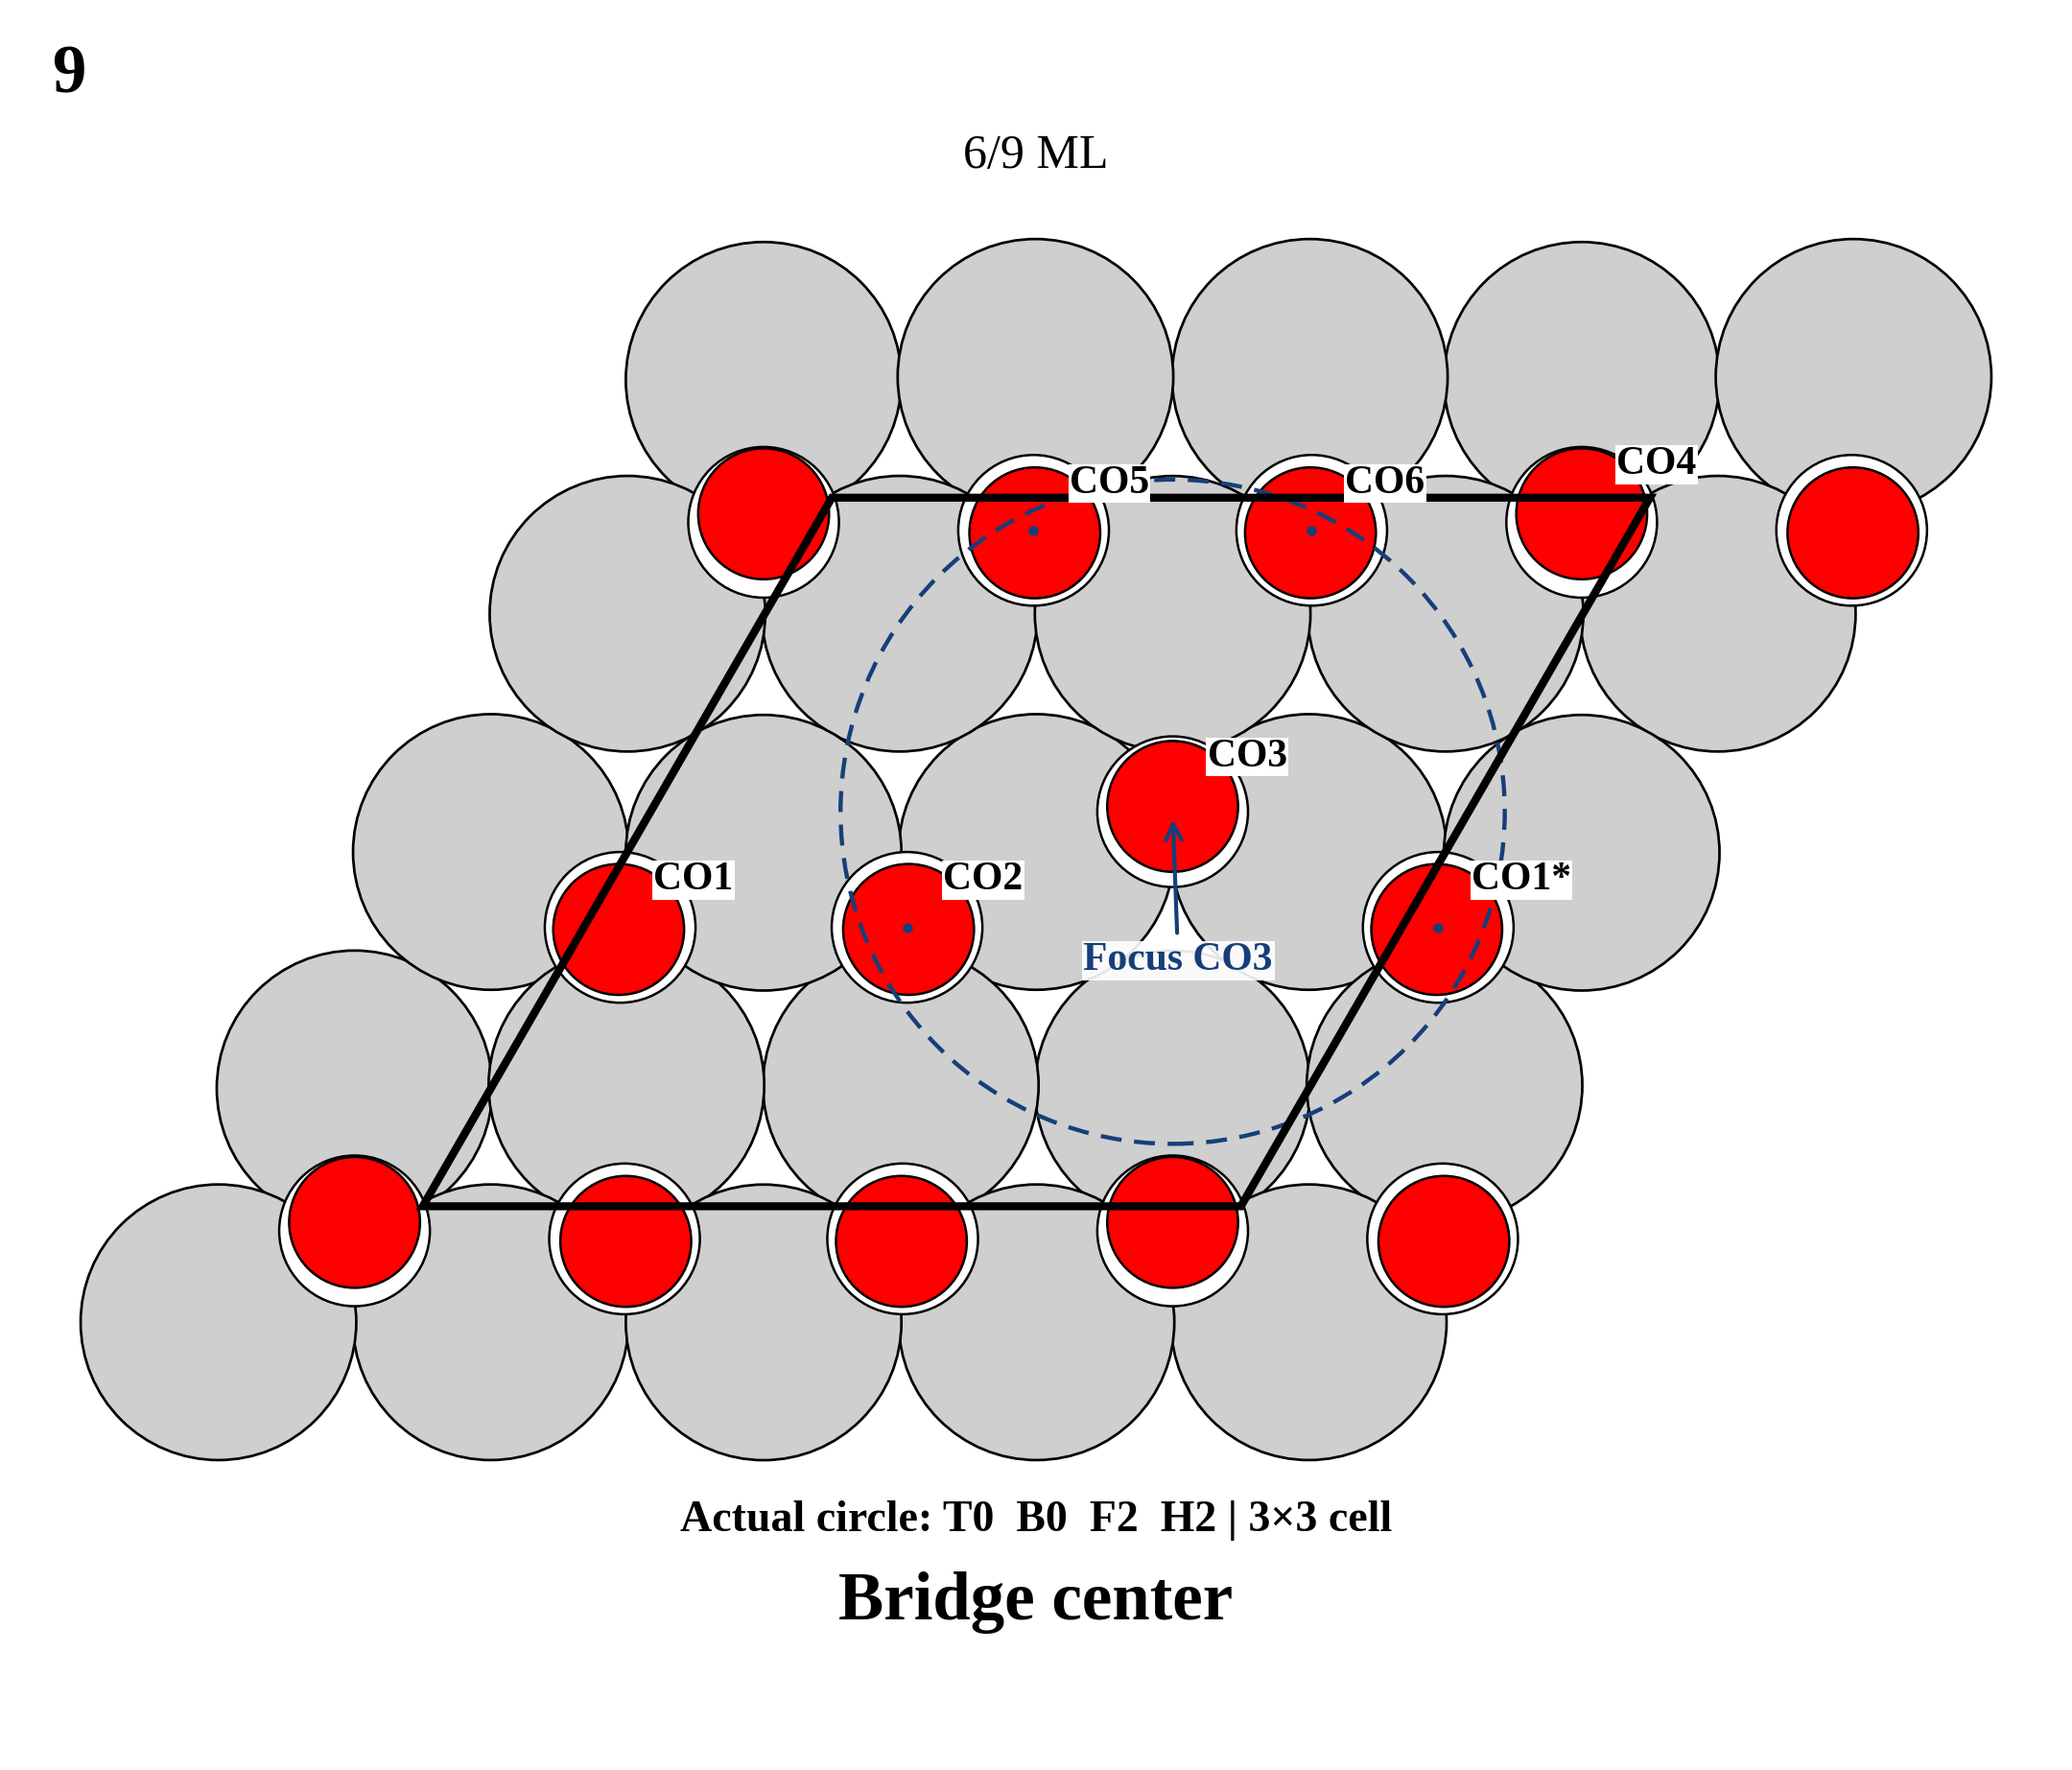 9
6/9 ML
CO4
CO5
CO6
CO3
CO1
CO2
CO1*
Focus CO3
Actual circle: T0 B0 F2 H2 | 3×3 cell
Bridge center